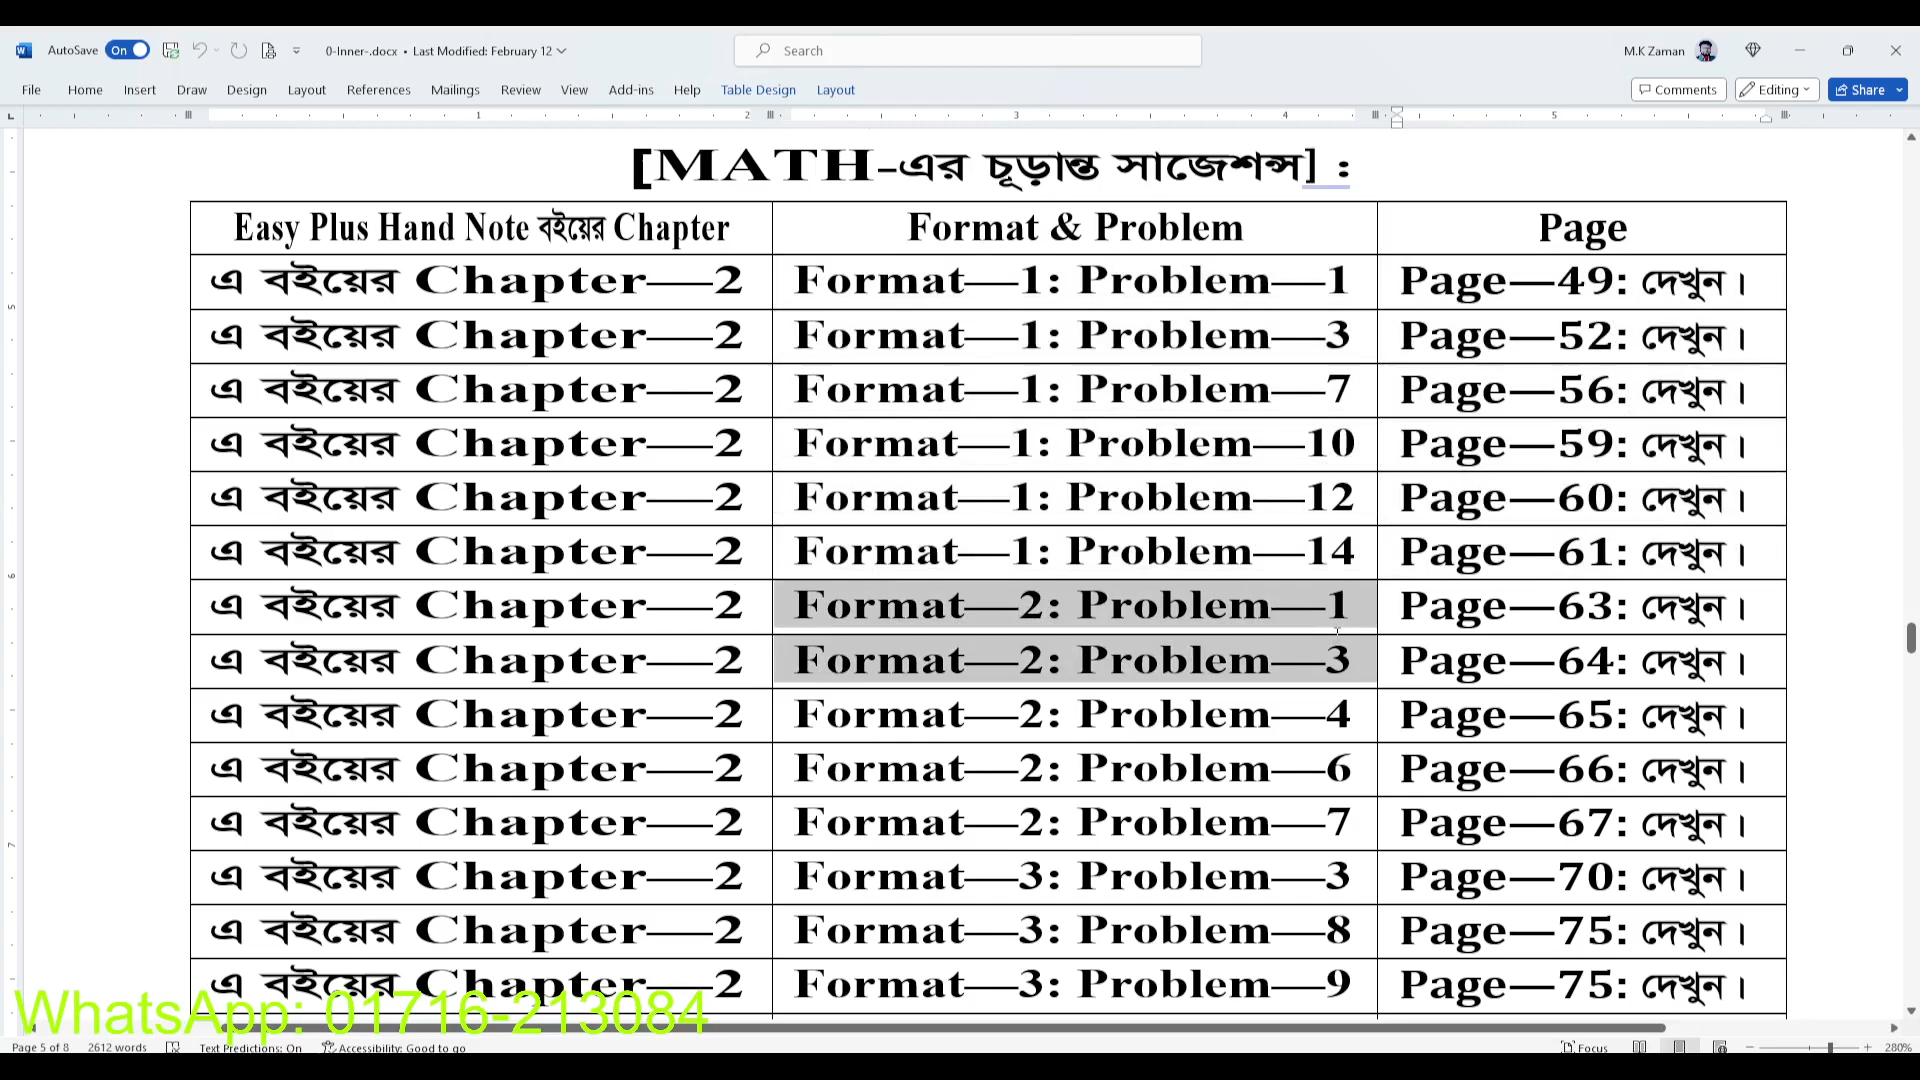 AutoSave On 0-Inner-.docx • Last Modified: February 12 Search M.K Zaman
File Home Insert Draw Design Layout References Mailings Review View Add-ins Help Table Design Layout Comments Editing Share
1 2 3 4 5
[MATH-এর চূড়ান্ত সাজেশন্স] :
Easy Plus Hand Note বইয়ের Chapter Format & Problem Page
এ বইয়ের Chapter—2 Format—1: Problem—1 Page—49: দেখুন।
এ বইয়ের Chapter—2 Format—1: Problem—3 Page—52: দেখুন।
এ বইয়ের Chapter—2 Format—1: Problem—7 Page—56: দেখুন।
এ বইয়ের Chapter—2 Format—1: Problem—10 Page—59: দেখুন।
এ বইয়ের Chapter—2 Format—1: Problem—12 Page—60: দেখুন।
এ বইয়ের Chapter—2 Format—1: Problem—14 Page—61: দেখুন।
এ বইয়ের Chapter—2 Format—2: Problem—1 Page—63: দেখুন।
এ বইয়ের Chapter—2 Format—2: Problem—3 Page—64: দেখুন।
এ বইয়ের Chapter—2 Format—2: Problem—4 Page—65: দেখুন।
এ বইয়ের Chapter—2 Format—2: Problem—6 Page—66: দেখুন।
এ বইয়ের Chapter—2 Format—2: Problem—7 Page—67: দেখুন।
এ বইয়ের Chapter—2 Format—3: Problem—3 Page—70: দেখুন।
এ বইয়ের Chapter—2 Format—3: Problem—8 Page—75: দেখুন।
এ বইয়ের Chapter—2 Format—3: Problem—9 Page—75: দেখুন।
WhatsApp: 01716-213084
Page 5 of 8 2612 words Text Predictions: On Accessibility: Good to go Focus 280%